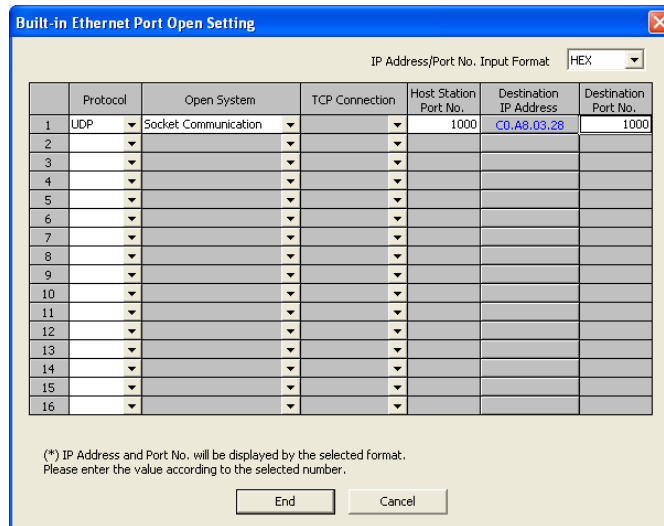 Built-in Ethernet Port Open Setting
IP Address/Port No. Input Format HEX
Protocol Open System TCP Connection Host Station Port No. Destination IP Address Destination Port No.
1 UDP Socket Communication 1000 C0.A8.03.28 1000
2
3
4
5
6
7
8
9
10
11
12
13
14
15
16
(*) IP Address and Port No. will be displayed by the selected format.
Please enter the value according to the selected number.
End Cancel